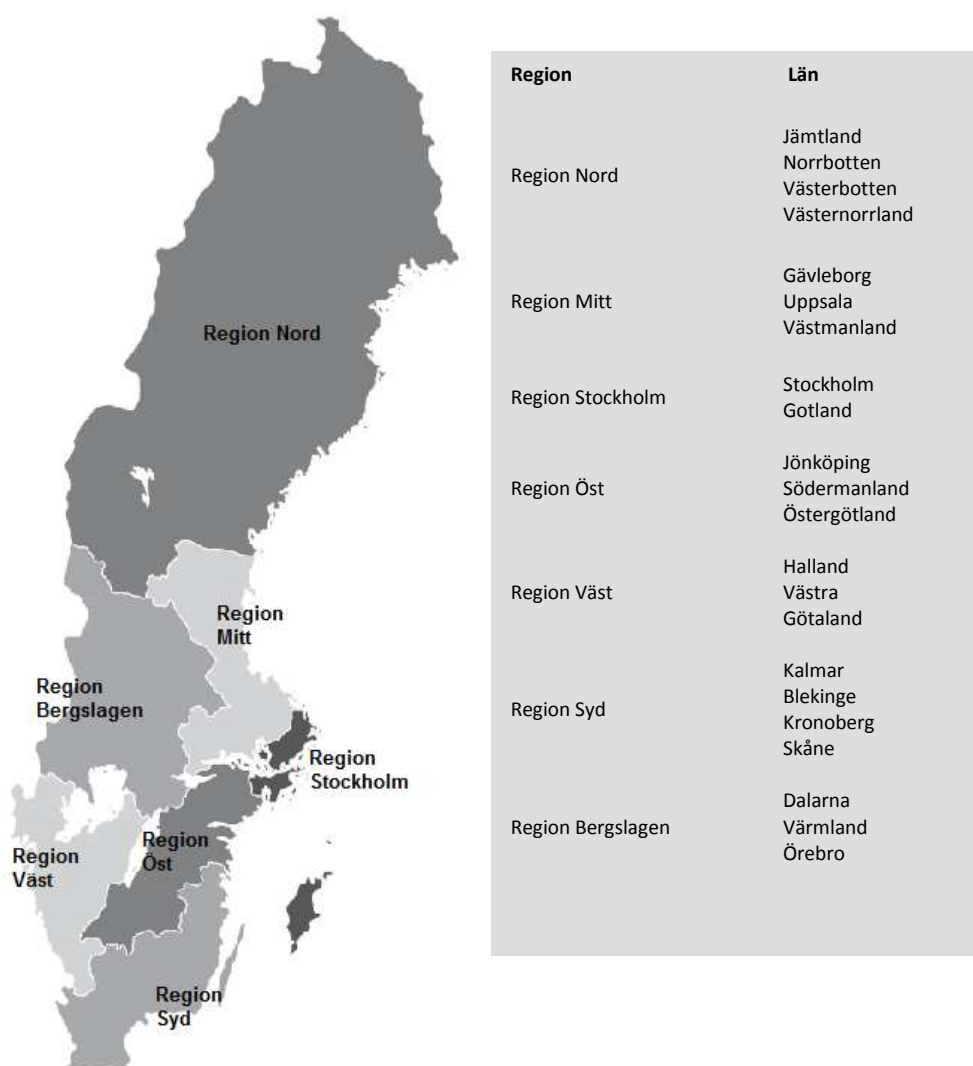 Region Nord
Region
Mitt
Region
Bergslagen
Region
Stockholm
Region
Öst
Region
Väst
Region
Syd
Region Län
Region Nord
Jämtland
Norrbotten
Västerbotten
Västernorrland
Region Mitt
Gävleborg
Uppsala
Västmanland
Region Stockholm
Stockholm
Gotland
Region Öst
Jönköping
Södermanland
Östergötland
Region Väst
Halland
Västra
Götaland
Region Syd
Kalmar
Blekinge
Kronoberg
Skåne
Region Bergslagen
Dalarna
Värmland
Örebro